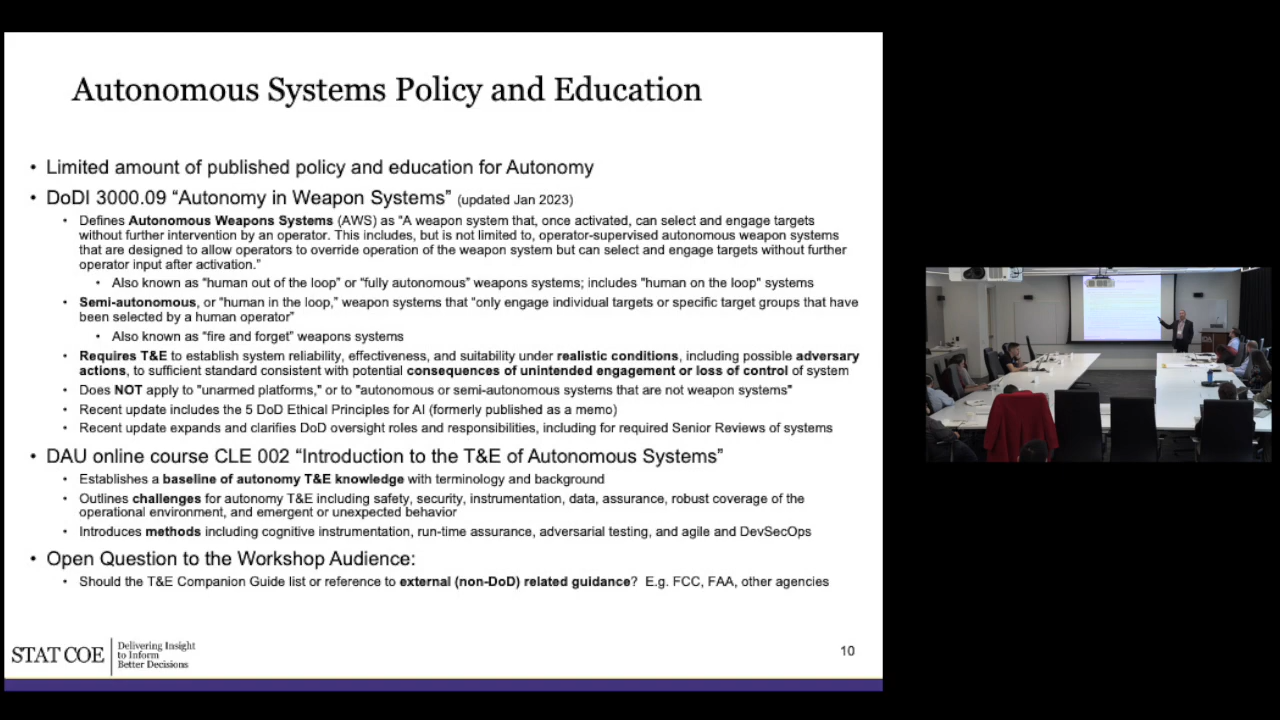 Autonomous Systems Policy and Education
• Limited amount of published policy and education for Autonomy
• DoDI 3000.09 “Autonomy in Weapon Systems” (updated Jan 2023)
• Defines Autonomous Weapons Systems (AWS) as “A weapon system that, once activated, can select and engage targets
without further intervention by an operator. This includes, but is not limited to, operator-supervised autonomous weapon systems
that are designed to allow operators to override operation of the weapon system but can select and engage targets without further
operator input after activation.”
• Also known as “human out of the loop” or “fully autonomous” weapons systems; includes "human on the loop" systems
• Semi-autonomous, or "human in the loop,” weapon systems that “only engage individual targets or specific target groups that have
been selected by a human operator”
• Also known as “fire and forget” weapons systems
• Requires T&E to establish system reliability, effectiveness, and suitability under realistic conditions, including possible adversary
actions, to sufficient standard consistent with potential consequences of unintended engagement or loss of control of system
• Does NOT apply to "unarmed platforms," or to "autonomous or semi-autonomous systems that are not weapon systems"
• Recent update includes the 5 DoD Ethical Principles for AI (formerly published as a memo)
• Recent update expands and clarifies DoD oversight roles and responsibilities, including for required Senior Reviews of systems
• DAU online course CLE 002 “Introduction to the T&E of Autonomous Systems”
• Establishes a baseline of autonomy T&E knowledge with terminology and background
• Outlines challenges for autonomy T&E including safety, security, instrumentation, data, assurance, robust coverage of the
operational environment, and emergent or unexpected behavior
• Introduces methods including cognitive instrumentation, run-time assurance, adversarial testing, and agile and DevSecOps
• Open Question to the Workshop Audience:
• Should the T&E Companion Guide list or reference to external (non-DoD) related guidance? E.g. FCC, FAA, other agencies
STAT COE
Delivering Insight
to Inform
Better Decisions
10